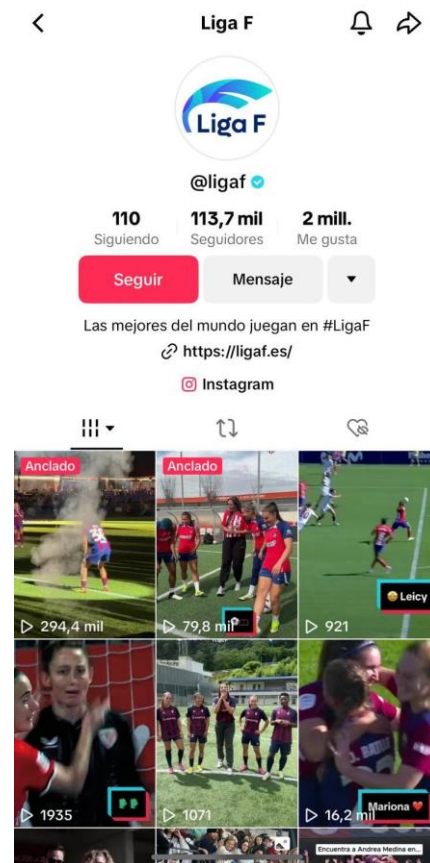 Liga F
Liga F
@ligaf
110 113,7 mil 2 mill.
Siguiendo Seguidores Me gusta
Seguir Mensaje
Las mejores del mundo juegan en #LigaF
https://ligaf.es/
Instagram
Anclado Anclado
Leicy
294,4 mil 79,8 mil 921
Mariona
1935 1071 16,2 mil
Encuentra a Andrea Medina en...